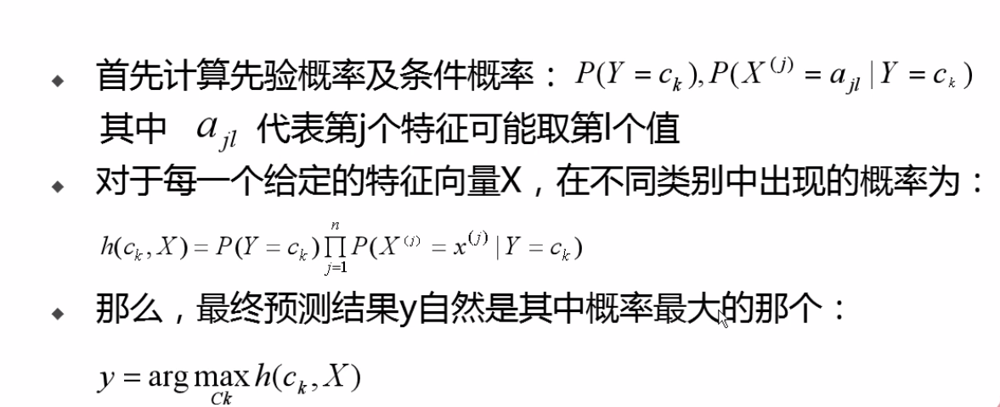 首先计算先验概率及条件概率：P(Y = c_k), P(X^{(j)} = a_{jl} | Y = c_k)
其中 a_{jl} 代表第j个特征可能取第l个值
对于每一个给定的特征向量X，在不同类别中出现的概率为：
h(c_k, X) = P(Y = c_k) ∏_{j=1}^{n} P(X^{(j)} = x^{(j)} | Y = c_k)
那么，最终预测结果y自然是其中概率最大的那个：
y = arg max_{Ck} h(c_k, X)